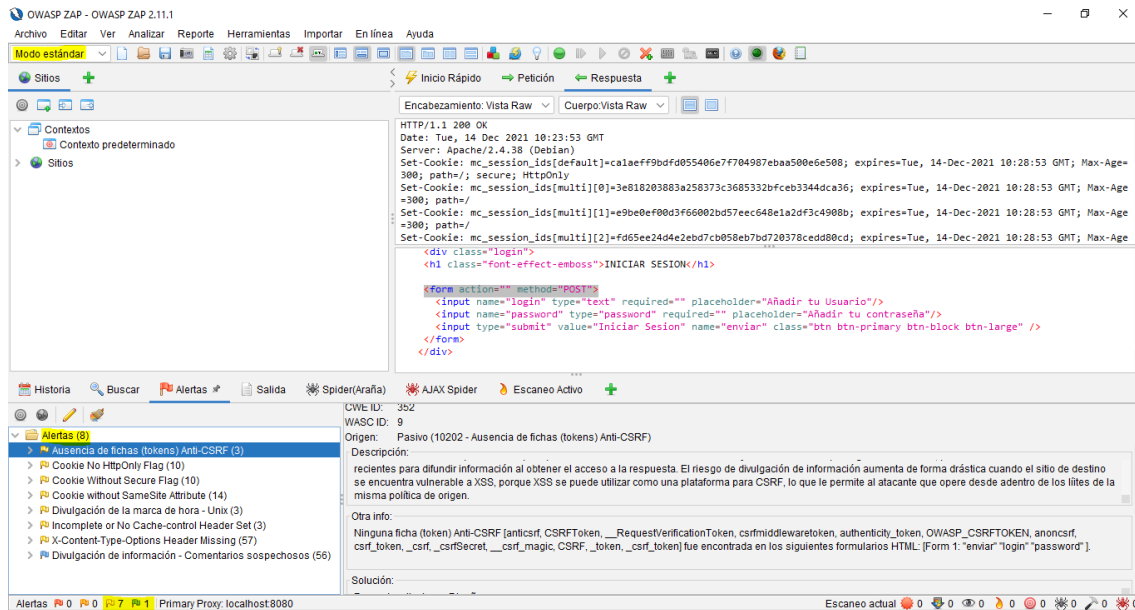 OWASP ZAP - OWASP ZAP 2.11.1
Archivo Editar Ver Analizar Reporte Herramientas Importar En línea Ayuda
Modo estándar
Sitios
Inicio Rápido Petición Respuesta
Encabezamiento: Vista Raw Cuerpo:Vista Raw
Contextos
Contexto predeterminado
Sitios
HTTP/1.1 200 OK
Date: Tue, 14 Dec 2021 10:23:53 GMT
Server: Apache/2.4.38 (Debian)
Set-Cookie: mc_session_ids[default]=ca1aeff9bdfd055406e7f704987ebaa500e6e508; expires=Tue, 14-Dec-2021 10:28:53 GMT; Max-Age=
300; path=/; secure; HttpOnly
Set-Cookie: mc_session_ids[multi][0]=3e818203883a258373c3685332bfceb3344dca36; expires=Tue, 14-Dec-2021 10:28:53 GMT; Max-Age
=300; path=/
Set-Cookie: mc_session_ids[multi][1]=e9be0ef00d3f66002bd57eec648e1a2df3c4908b; expires=Tue, 14-Dec-2021 10:28:53 GMT; Max-Age
=300; path=/
Set-Cookie: mc_session_ids[multi][2]=fd65ee24d4e2ebd7cb058eb7bd720378cedd80cd; expires=Tue, 14-Dec-2021 10:28:53 GMT; Max-Age
<div class="login">
<h1 class="font-effect-emboss">INICIAR SESION</h1>
<form action="" method="POST">
<input name="login" type="text" required="" placeholder="Añadir tu Usuario"/>
<input name="password" type="password" required="" placeholder="Añadir tu contraseña"/>
<input type="submit" value="Iniciar Sesion" name="enviar" class="btn btn-primary btn-block btn-large" />
</form>
</div>
Historia Buscar Alertas Salida Spider(Araña) AJAX Spider Escaneo Activo
Alertas (8)
Ausencia de fichas (tokens) Anti-CSRF (3)
Cookie No HttpOnly Flag (10)
Cookie Without Secure Flag (10)
Cookie without SameSite Attribute (14)
Divulgación de la marca de hora - Unix (3)
Incomplete or No Cache-control Header Set (3)
X-Content-Type-Options Header Missing (57)
Divulgación de información - Comentarios sospechosos (56)
CWE ID: 352
WASC ID: 9
Origen: Pasivo (10202 - Ausencia de fichas (tokens) Anti-CSRF)
Descripción:
recientes para difundir información al obtener el acceso a la respuesta. El riesgo de divulgación de información aumenta de forma drástica cuando el sitio de destino
se encuentra vulnerable a XSS, porque XSS se puede utilizar como una plataforma para CSRF, lo que le permite al atacante que opere desde adentro de los líites de la
misma política de origen.
Otra info:
Ninguna ficha (token) Anti-CSRF [anticsrf, CSRFToken, __RequestVerificationToken, csrfmiddlewaretoken, authenticity_token, OWASP_CSRFTOKEN, anoncsrf,
csrf_token, _csrf, _csrfSecret, __csrf_magic, CSRF, _token, _csrf_token] fue encontrada en los siguientes formularios HTML: [Form 1: "enviar" "login" "password" ].
Solución:
Alertas 0 0 7 1 Primary Proxy: localhost:8080
Escaneo actual 0 0 0 0 0 0 0